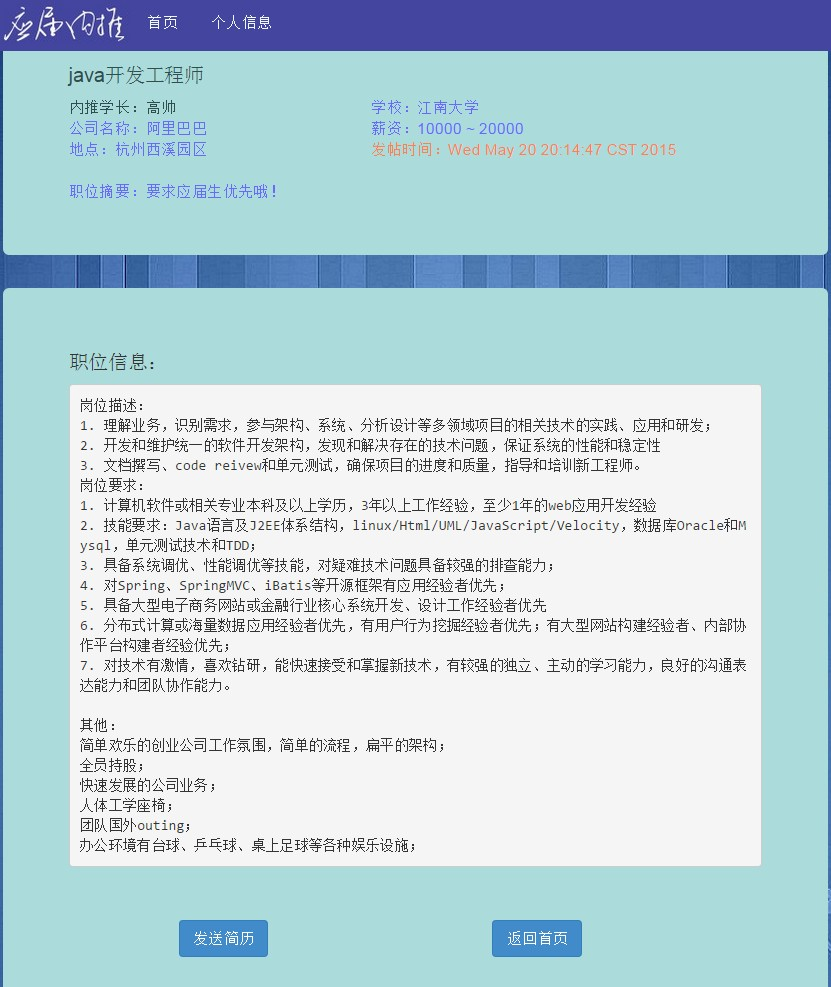 应届内推 首页 个人信息
java开发工程师
内推学长：高帅 学校：江南大学
公司名称：阿里巴巴 薪资：10000 ~ 20000
地点：杭州西溪园区 发帖时间：Wed May 20 20:14:47 CST 2015
职位摘要：要求应届生优先哦！
职位信息：
岗位描述：
1. 理解业务，识别需求，参与架构、系统、分析设计等多领域项目的相关技术的实践、应用和研发；
2. 开发和维护统一的软件开发架构，发现和解决存在的技术问题，保证系统的性能和稳定性
3. 文档撰写、code reivew和单元测试，确保项目的进度和质量，指导和培训新工程师。
岗位要求：
1. 计算机软件或相关专业本科及以上学历，3年以上工作经验，至少1年的web应用开发经验
2. 技能要求：Java语言及J2EE体系结构，linux/Html/UML/JavaScript/Velocity，数据库Oracle和M
ysql，单元测试技术和TDD；
3. 具备系统调优、性能调优等技能，对疑难技术问题具备较强的排查能力；
4. 对Spring、SpringMVC、iBatis等开源框架有应用经验者优先；
5. 具备大型电子商务网站或金融行业核心系统开发、设计工作经验者优先
6. 分布式计算或海量数据应用经验者优先，有用户行为挖掘经验者优先；有大型网站构建经验者、内部协
作平台构建者经验优先；
7. 对技术有激情，喜欢钻研，能快速接受和掌握新技术，有较强的独立、主动的学习能力，良好的沟通表
达能力和团队协作能力。
其他：
简单欢乐的创业公司工作氛围，简单的流程，扁平的架构；
全员持股；
快速发展的公司业务；
人体工学座椅；
团队国外outing；
办公环境有台球、乒乓球、桌上足球等各种娱乐设施；
发送简历 返回首页